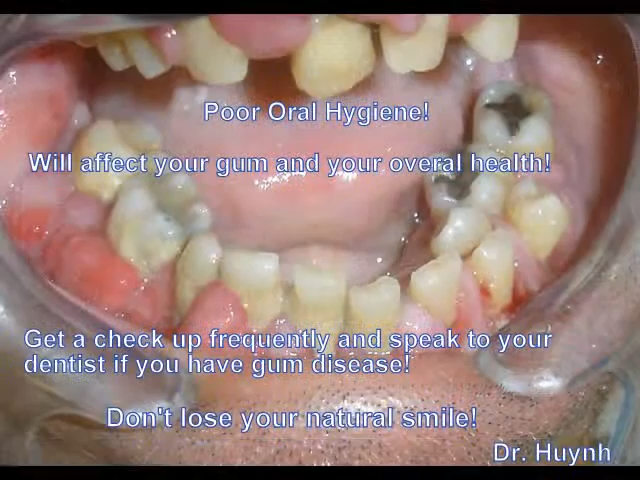 Poor Oral Hygiene!
Will affect your gum and your overal health!
Get a check up frequently and speak to your
dentist if you have gum disease!
Don't lose your natural smile!
Dr. Huynh